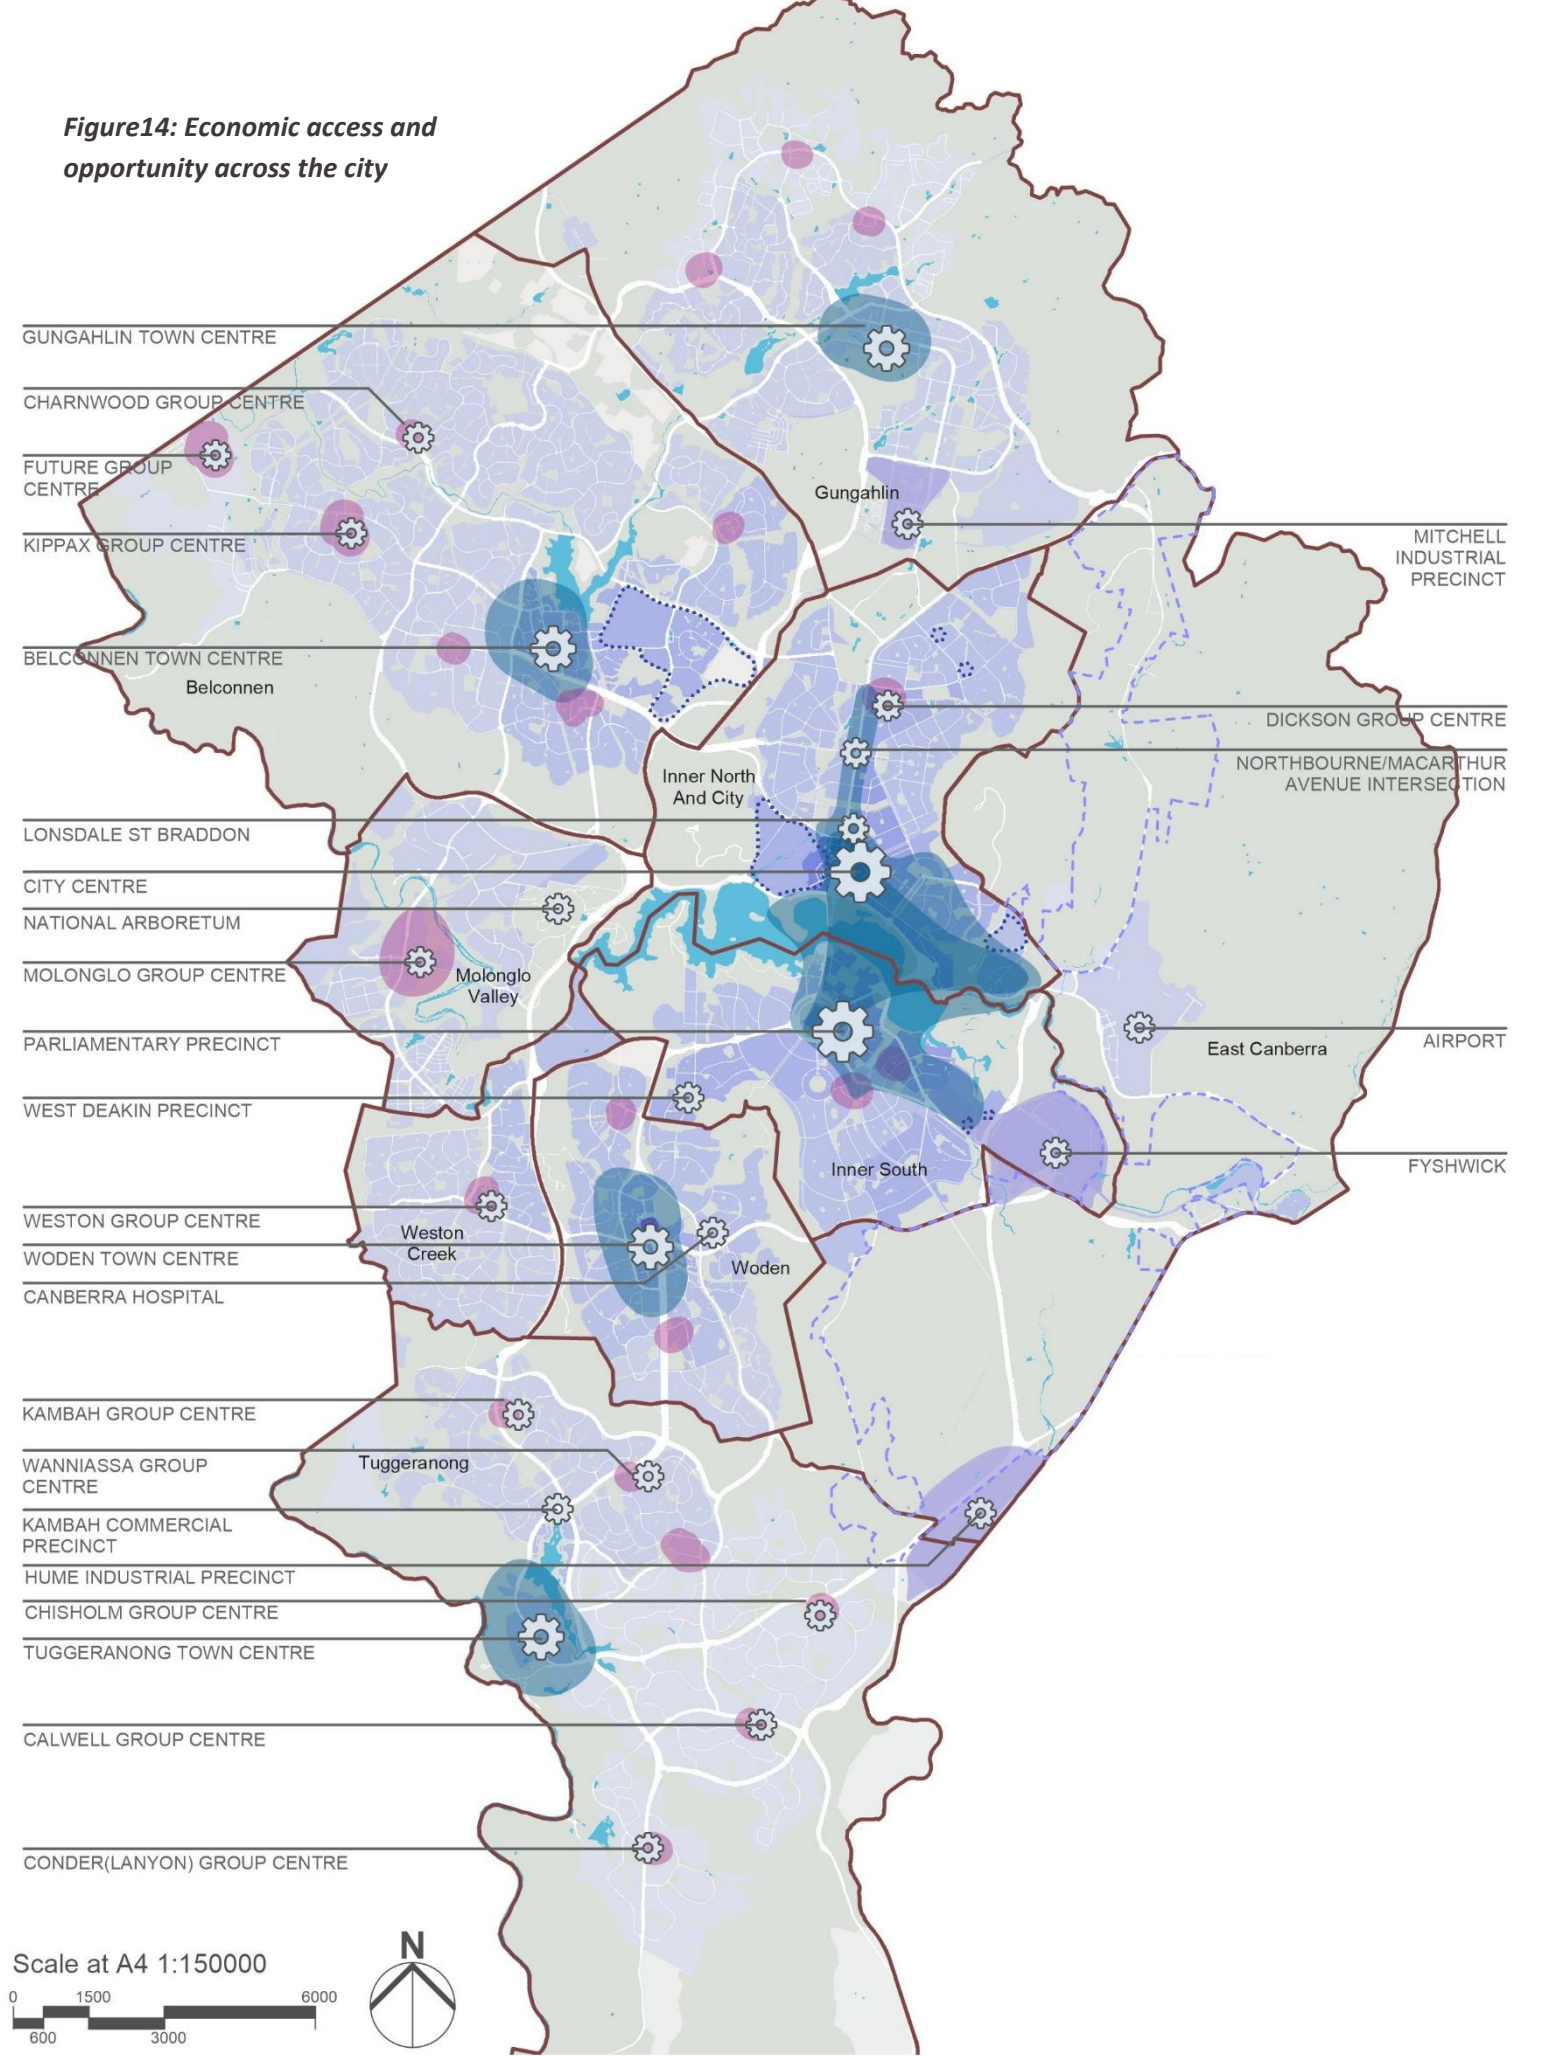 Figure14: Economic access and
opportunity across the city
GUNGAHLIN TOWN CENTRE
CHARNWOOD GROUP CENTRE
FUTURE GROUP
CENTRE
KIPPAX GROUP CENTRE
BELCONNEN TOWN CENTRE
Belconnen
Gungahlin
MITCHELL
INDUSTRIAL
PRECINCT
DICKSON GROUP CENTRE
NORTHBOURNE/MACARTHUR
AVENUE INTERSECTION
Inner North
And City
LONSDALE ST BRADDON
CITY CENTRE
NATIONAL ARBORETUM
MOLONGLO GROUP CENTRE
Molonglo
Valley
PARLIAMENTARY PRECINCT
AIRPORT
East Canberra
WEST DEAKIN PRECINCT
FYSHWICK
Inner South
WESTON GROUP CENTRE
Weston
Creek
WODEN TOWN CENTRE
Woden
CANBERRA HOSPITAL
KAMBAH GROUP CENTRE
Tuggeranong
WANNIASSA GROUP
CENTRE
KAMBAH COMMERCIAL
PRECINCT
HUME INDUSTRIAL PRECINCT
CHISHOLM GROUP CENTRE
TUGGERANONG TOWN CENTRE
CALWELL GROUP CENTRE
CONDER(LANYON) GROUP CENTRE
N
Scale at A4 1:150000
0 1500 6000
600 3000